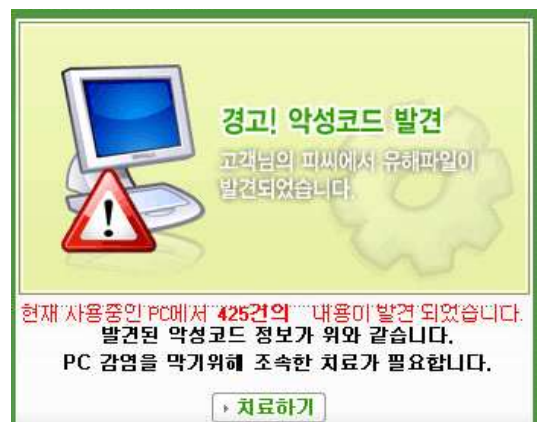 경고! 악성코드 발견
고객님의 피씨에서 유해파일이
발견되었습니다.
현재 사용중인 PC에서 425건의 내용이 발견 되었습니다.
발견된 악성코드 정보가 위와 같습니다.
PC 감염을 막기위해 조속한 치료가 필요합니다.
치료하기